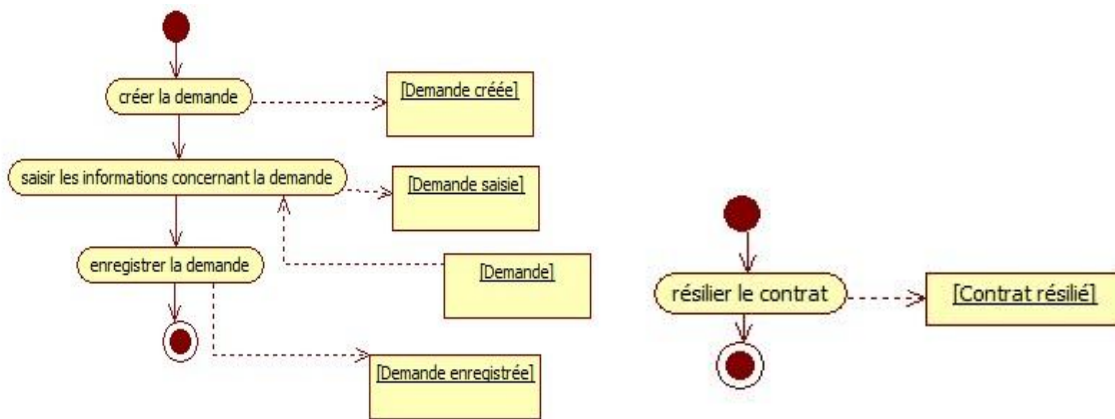 créer la demande
[Demande créée]
saisir les informations concernant la demande
[Demande saisie]
enregistrer la demande
[Demande]
[Demande enregistrée]
résilier le contrat
[Contrat résilié]